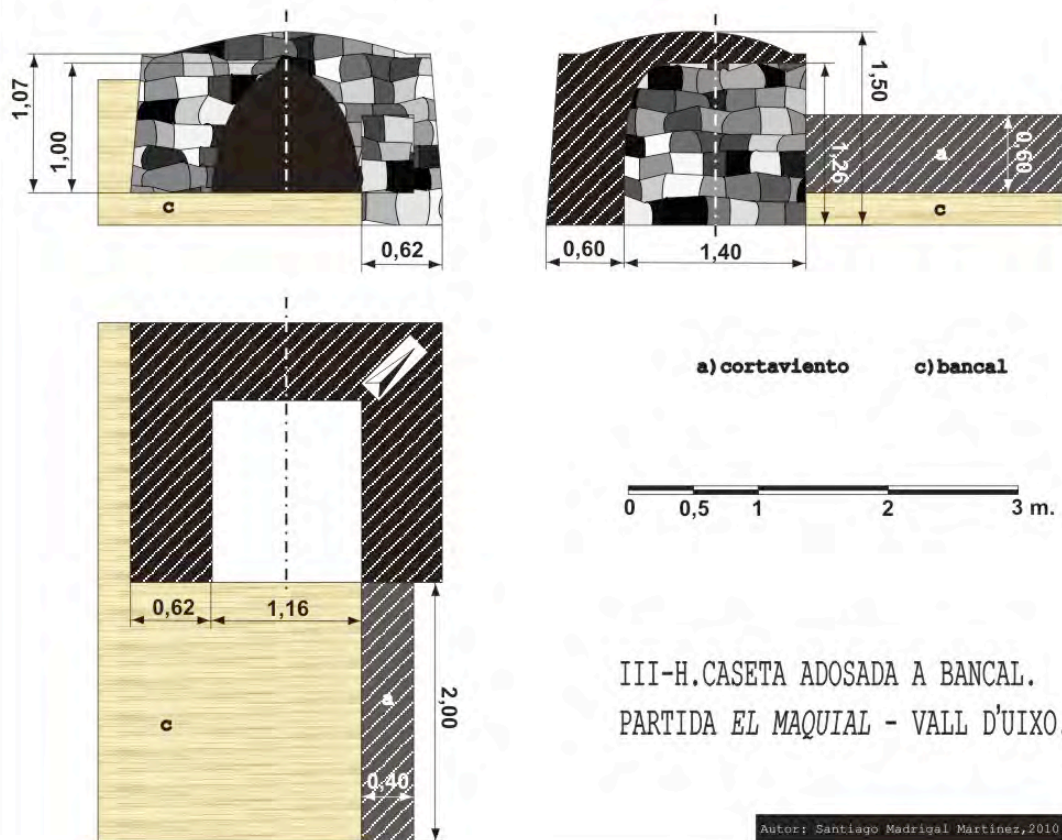 1,07
1,00
c
0,62
1,50
1,26
0,60
a
c
0,60
1,40
a)cortaviento c)bancal
0 0,5 1 2 3 m.
0,62 1,16
2,00
a
c
0,40
III-H.CASETA ADOSADA A BANCAL.
PARTIDA EL MAQUIAL - VALL D'UIXO.
Autor: Santiago Madrigal Martínez,2010